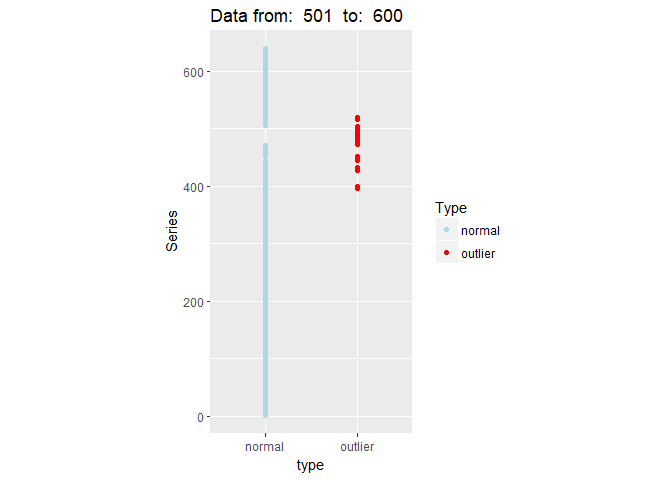 Data from: 501 to: 600
600
400
200
0
Series
normal
outlier
type
Type
normal
outlier